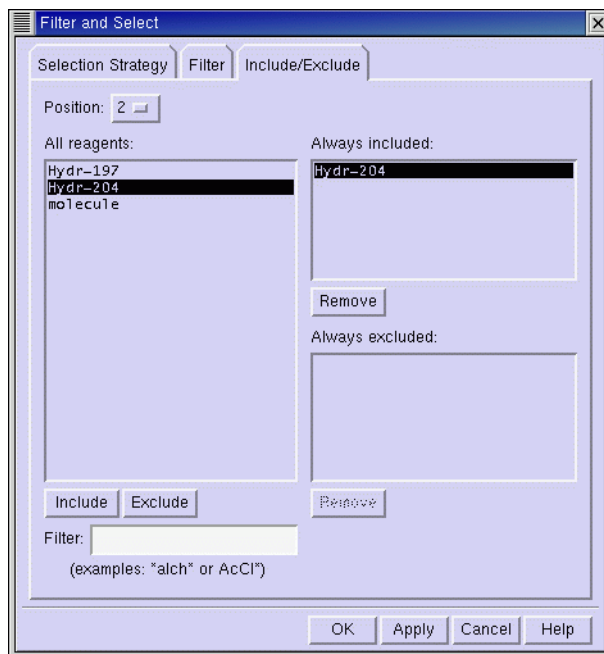 Filter and Select
Selection Strategy Filter Include/Exclude
Position: 2
All reagents:
Hydr-197
Hydr-204
molecule
Always included:
Hydr-204
Remove
Always excluded:
Remove
Include Exclude
Filter:
(examples: *alch* or AcCl*)
OK Apply Cancel Help